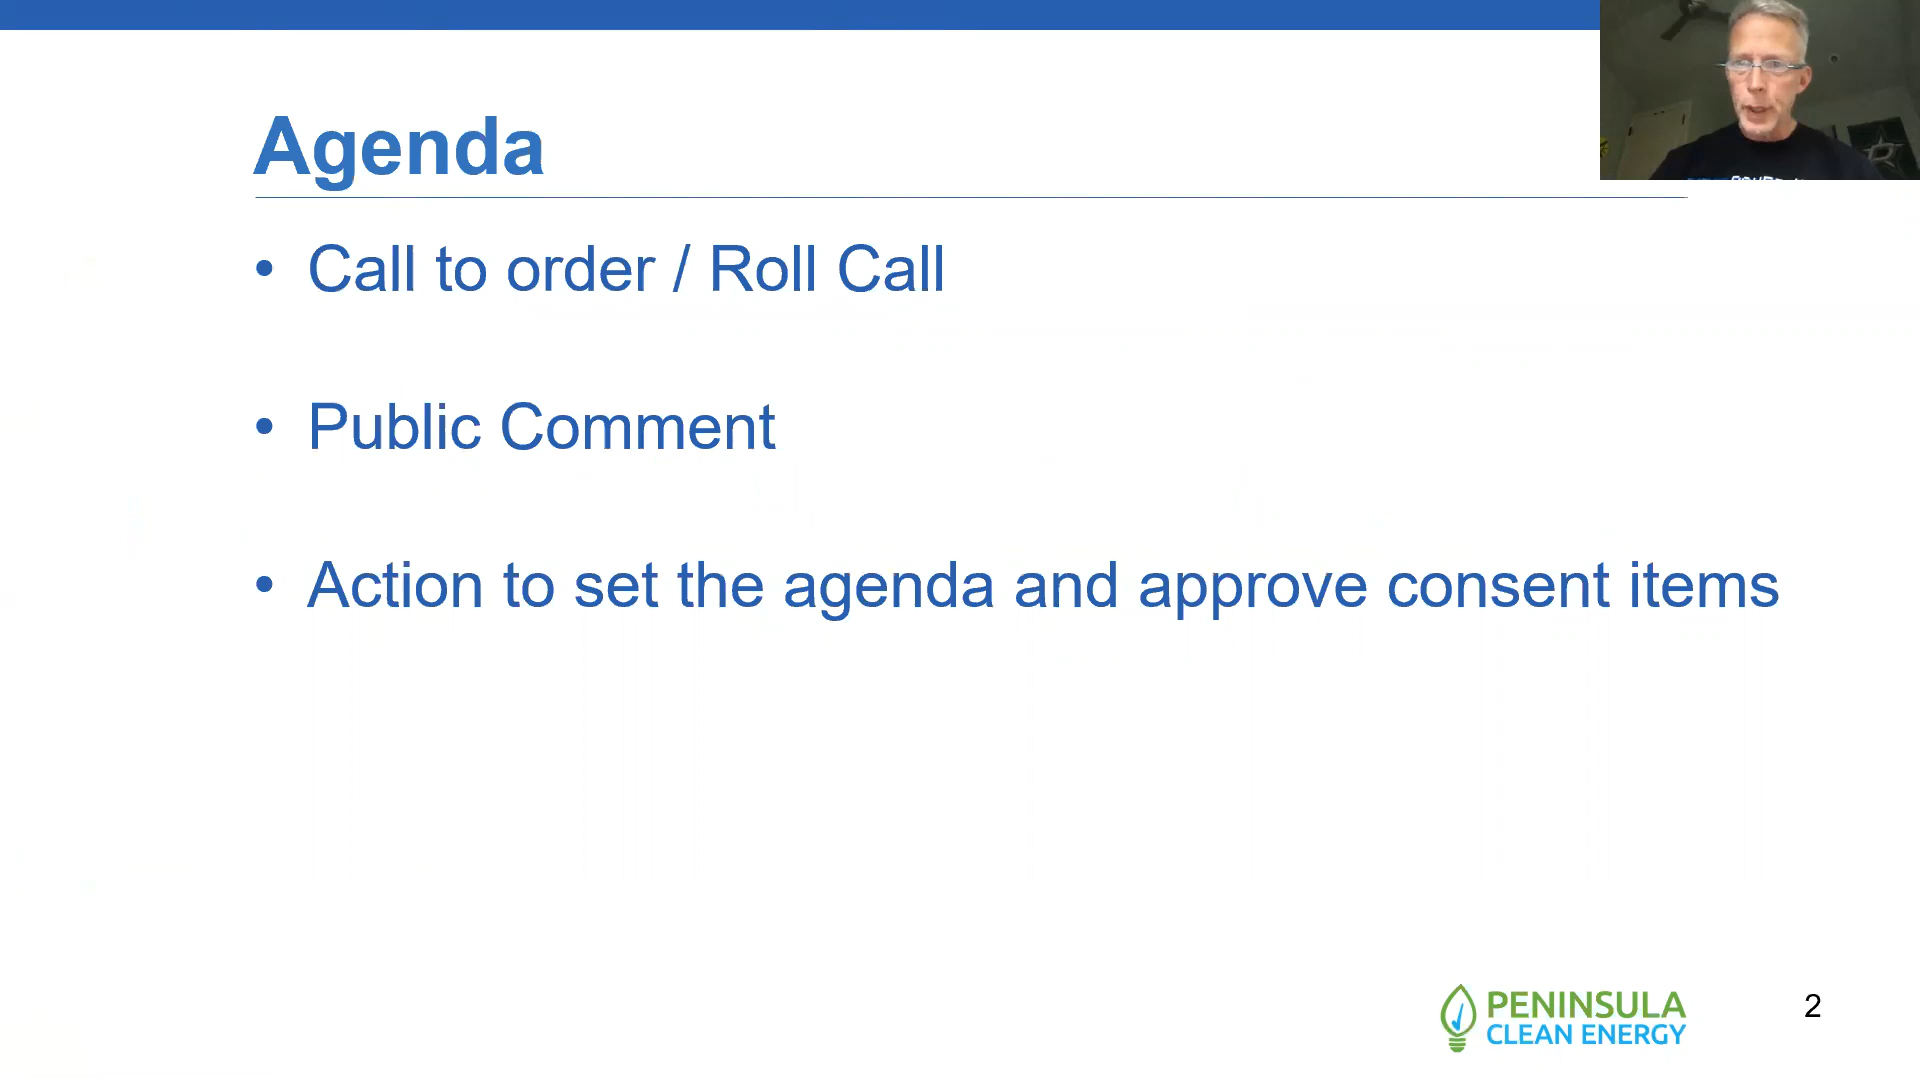 Agenda
• Call to order / Roll Call
• Public Comment
• Action to set the agenda and approve consent items
PENINSULA
CLEAN ENERGY
2